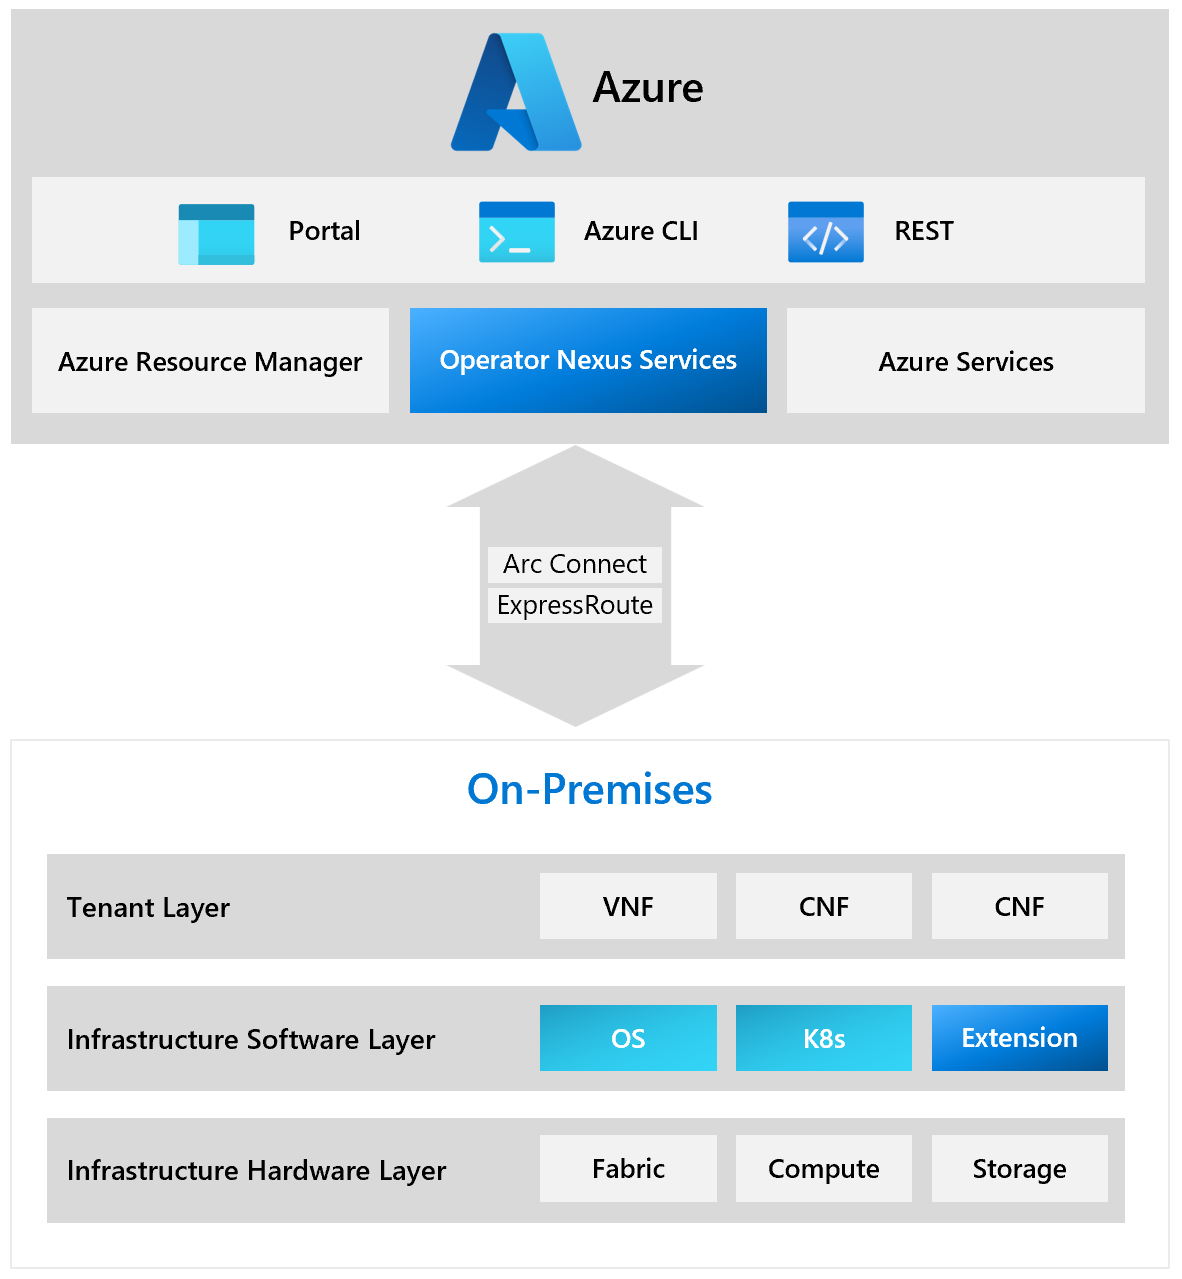 Azure
Portal
Azure CLI
REST
Azure Resource Manager
Operator Nexus Services
Azure Services
Arc Connect
ExpressRoute
On-Premises
Tenant Layer
VNF
CNF
CNF
Infrastructure Software Layer
OS
K8s
Extension
Infrastructure Hardware Layer
Fabric
Compute
Storage